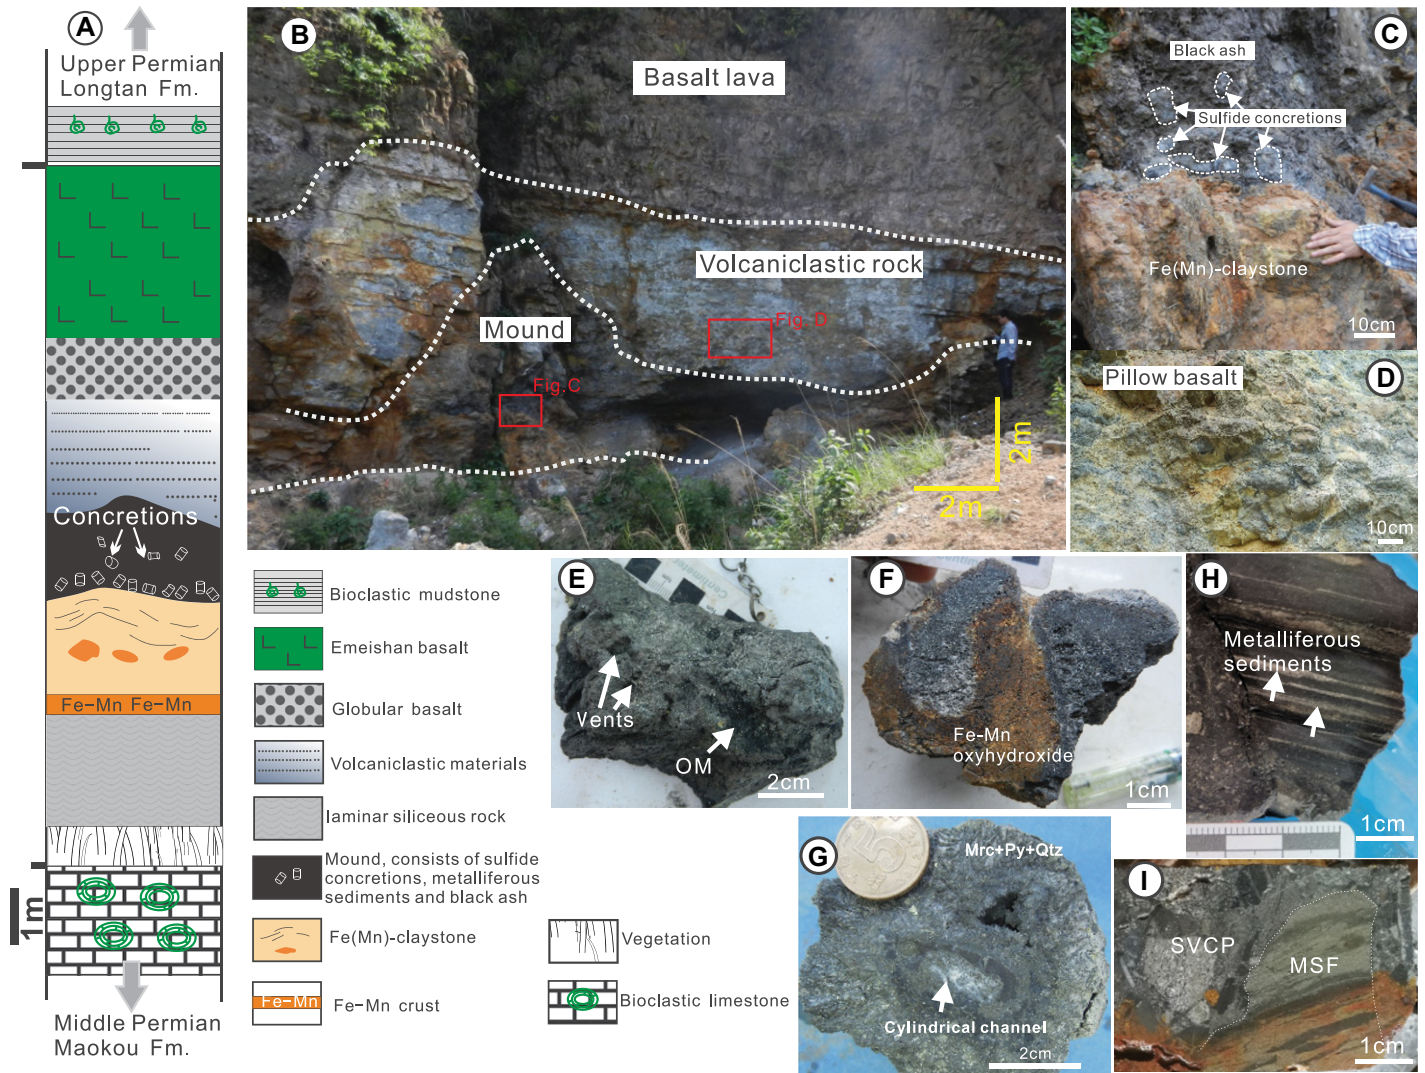 A
Upper Permian
Longtan Fm.
Concretions
Fe–Mn Fe–Mn
1m
Middle Permian
Maokou Fm.
B
Basalt lava
Volcaniclastic rock
Mound
Fig. D
Fig.C
2m
2m
C
Black ash
Sulfide concretions
Fe(Mn)-claystone
10cm
D
Pillow basalt
10cm
Bioclastic mudstone
Emeishan basalt
Globular basalt
Volcaniclastic materials
laminar siliceous rock
Mound, consists of sulfide
concretions, metalliferous
sediments and black ash
Fe(Mn)-claystone
Fe–Mn
Fe–Mn crust
Vegetation
Bioclastic limestone
E
Vents
OM
2cm
F
Fe-Mn
oxyhydroxide
1cm
G
Mrc+Py+Qtz
Cylindrical channel
2cm
H
Metalliferous
sediments
1cm
I
SVCP
MSF
1cm